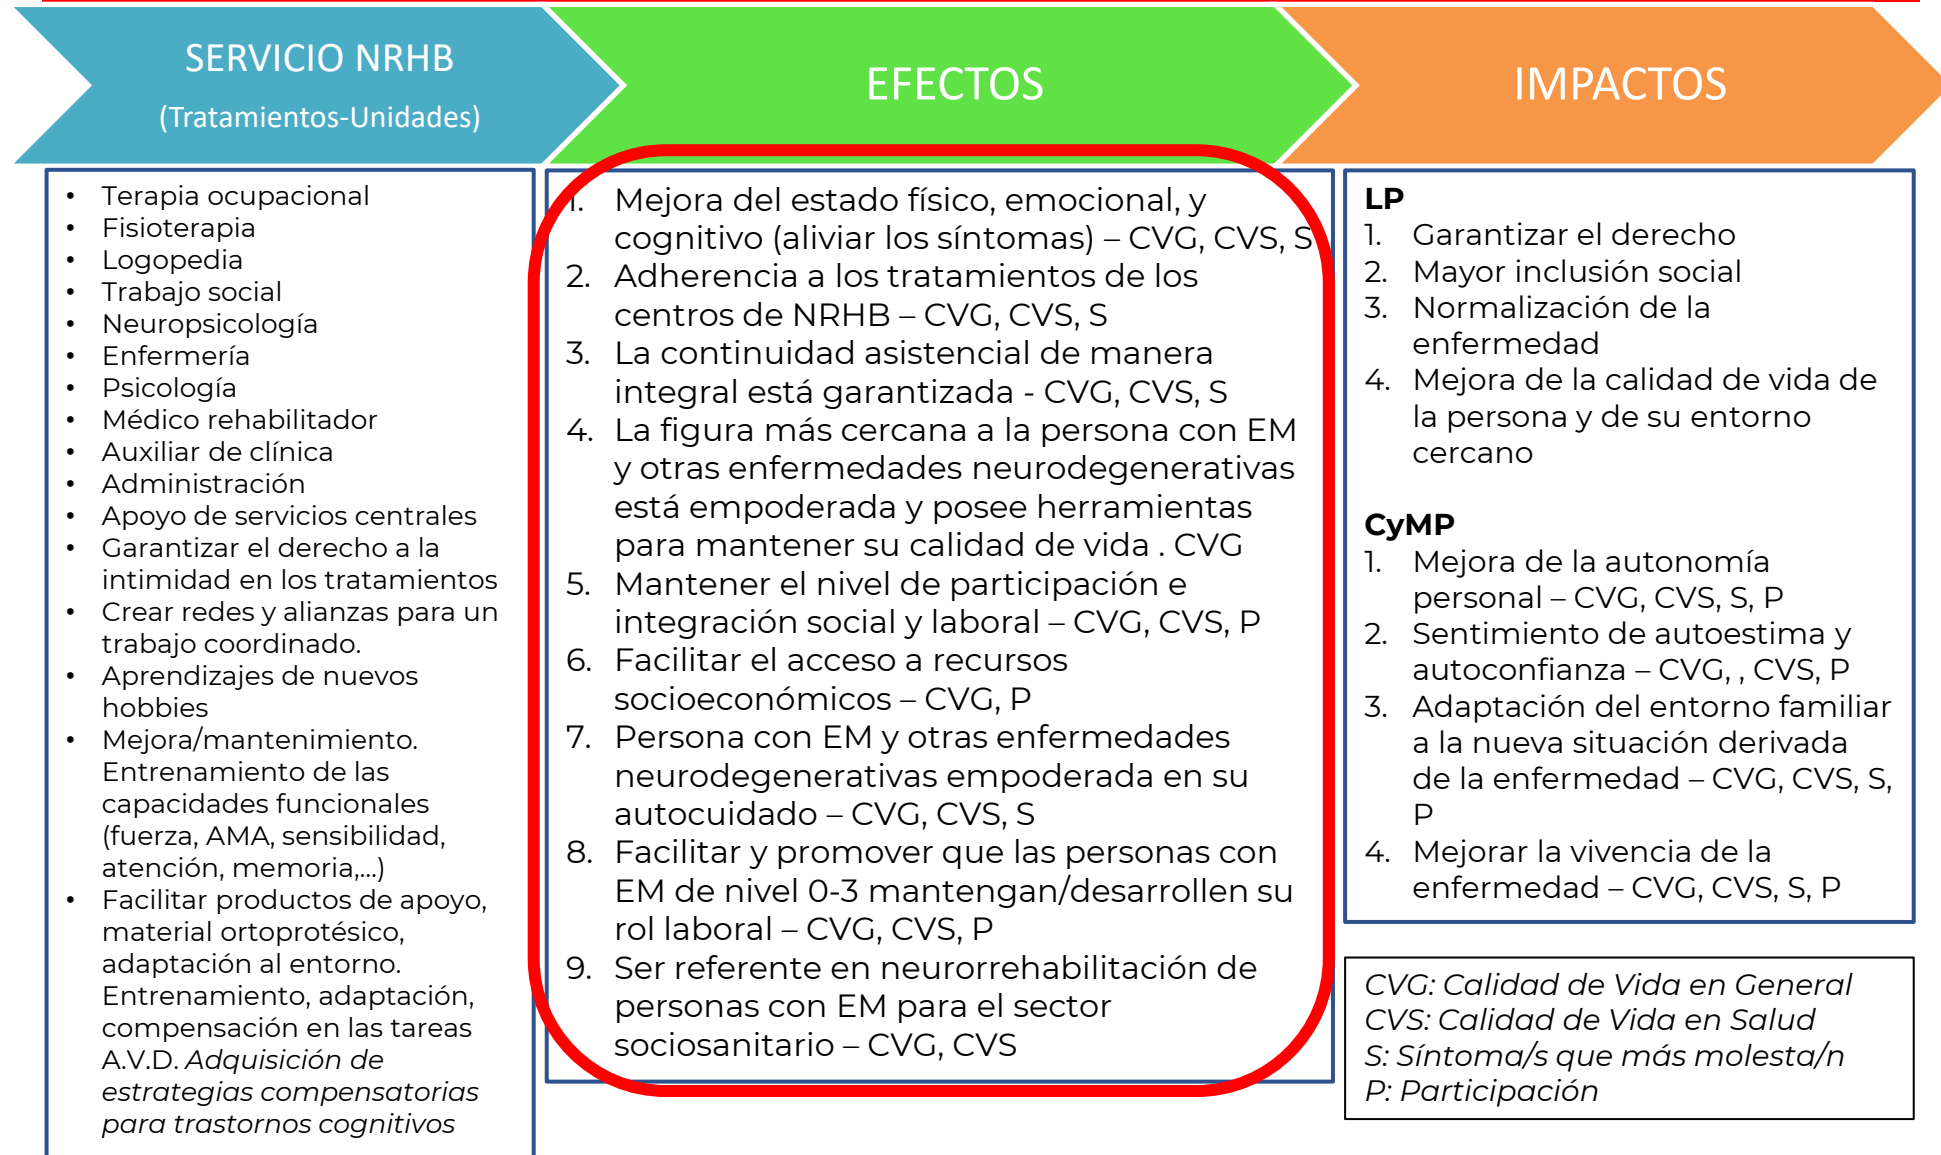 SERVICIO NRHB
(Tratamientos-Unidades)
EFECTOS
IMPACTOS
• Terapia ocupacional
• Fisioterapia
• Logopedia
• Trabajo social
• Neuropsicología
• Enfermería
• Psicología
• Médico rehabilitador
• Auxiliar de clínica
• Administración
• Apoyo de servicios centrales
• Garantizar el derecho a la
intimidad en los tratamientos
• Crear redes y alianzas para un
trabajo coordinado.
• Aprendizajes de nuevos
hobbies
• Mejora/mantenimiento.
Entrenamiento de las
capacidades funcionales
(fuerza, AMA, sensibilidad,
atención, memoria,...)
• Facilitar productos de apoyo,
material ortoprotésico,
adaptación al entorno.
Entrenamiento, adaptación,
compensación en las tareas
A.V.D. Adquisición de
estrategias compensatorias
para trastornos cognitivos
1. Mejora del estado físico, emocional, y
cognitivo (aliviar los síntomas) – CVG, CVS, S
2. Adherencia a los tratamientos de los
centros de NRHB – CVG, CVS, S
3. La continuidad asistencial de manera
integral está garantizada - CVG, CVS, S
4. La figura más cercana a la persona con EM
y otras enfermedades neurodegenerativas
está empoderada y posee herramientas
para mantener su calidad de vida . CVG
5. Mantener el nivel de participación e
integración social y laboral – CVG, CVS, P
6. Facilitar el acceso a recursos
socioeconómicos – CVG, P
7. Persona con EM y otras enfermedades
neurodegenerativas empoderada en su
autocuidado – CVG, CVS, S
8. Facilitar y promover que las personas con
EM de nivel 0-3 mantengan/desarrollen su
rol laboral – CVG, CVS, P
9. Ser referente en neurorrehabilitación de
personas con EM para el sector
sociosanitario – CVG, CVS
LP
1. Garantizar el derecho
2. Mayor inclusión social
3. Normalización de la
enfermedad
4. Mejora de la calidad de vida de
la persona y de su entorno
cercano
CyMP
1. Mejora de la autonomía
personal – CVG, CVS, S, P
2. Sentimiento de autoestima y
autoconfianza – CVG, , CVS, P
3. Adaptación del entorno familiar
a la nueva situación derivada
de la enfermedad – CVG, CVS, S,
P
4. Mejorar la vivencia de la
enfermedad – CVG, CVS, S, P
CVG: Calidad de Vida en General
CVS: Calidad de Vida en Salud
S: Síntoma/s que más molesta/n
P: Participación